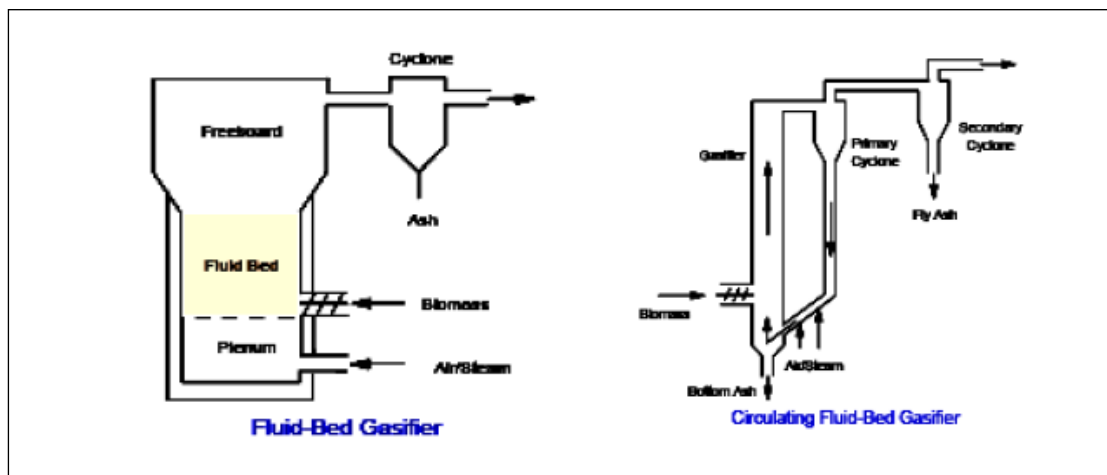 Cyclone
Freeboard
Ash
Fluid Bed
Biomass
Plenum
Air/Steam
Fluid-Bed Gasifier
Gasifier
Primary
Cyclone
Secondary
Cyclone
Fly Ash
Biomass
Air/Steam
Bottom Ash
Circulating Fluid-Bed Gasifier